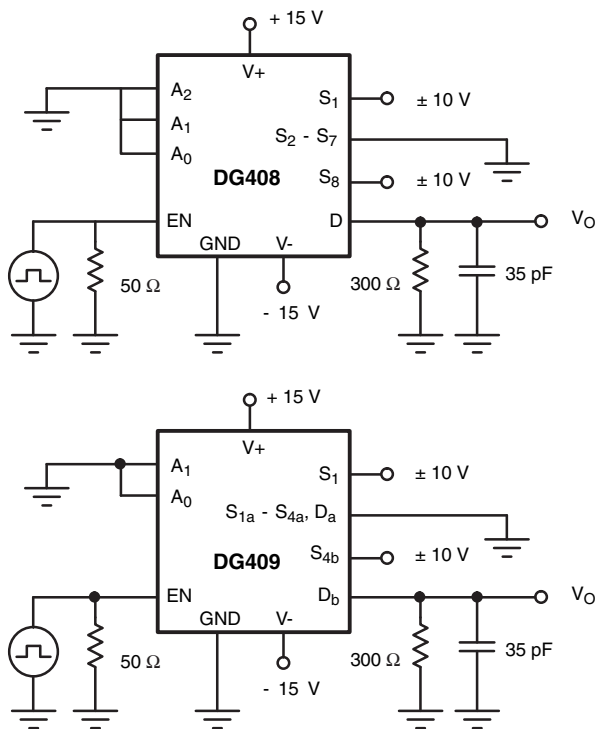 + 15 V
V+
A2
S1
± 10 V
A1
S2 - S7
A0
DG408
S8
± 10 V
EN
D
VO
GND
V-
50 Ω
300 Ω
35 pF
- 15 V
+ 15 V
V+
A1
S1
± 10 V
A0
S1a - S4a, Da
DG409
S4b
± 10 V
EN
Db
VO
GND
V-
50 Ω
300 Ω
35 pF
- 15 V